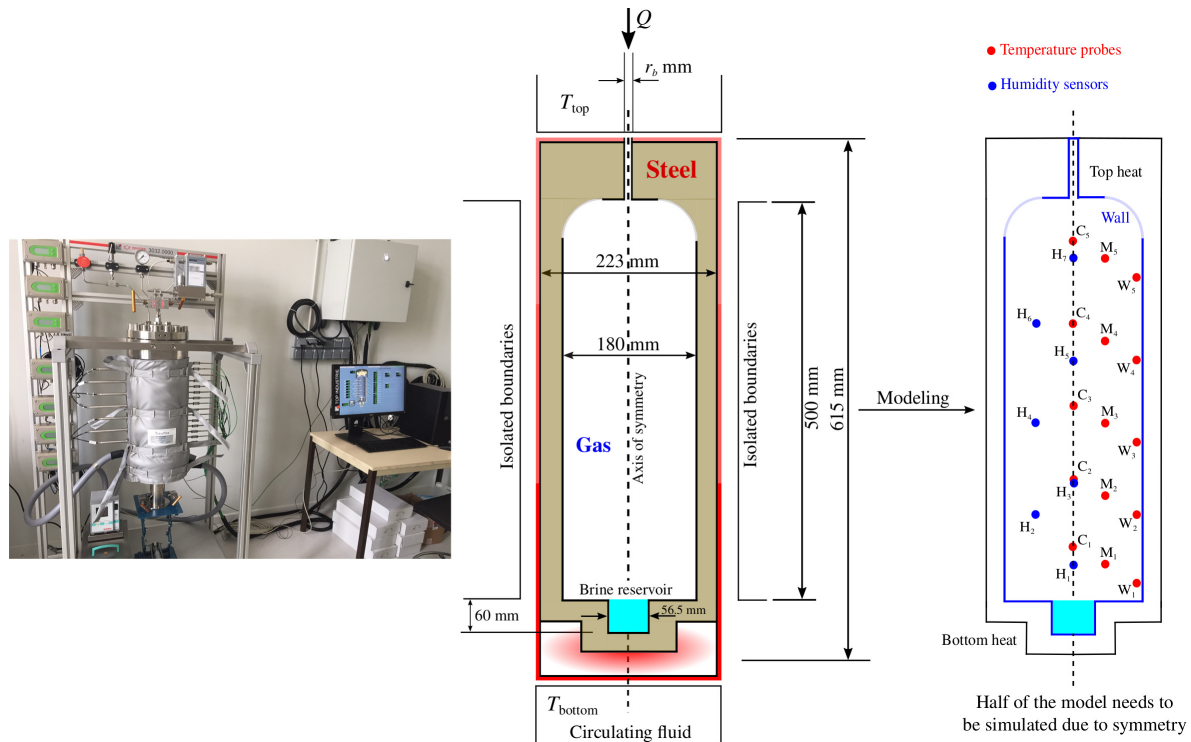 Q
r_b mm
T_top
Steel
Isolated boundaries
223 mm
180 mm
Axis of symmetry
Gas
Isolated boundaries
500 mm
615 mm
Brine reservoir
60 mm
56.5 mm
T_bottom
Circulating fluid
Modeling
Temperature probes
Humidity sensors
Top heat
Wall
C5
H7
M5
W5
H6
C4
M4
H5
W4
C3
H4
M3
W3
C2
H3
M2
H2
W2
C1
H1
M1
W1
Bottom heat
Half of the model needs to
be simulated due to symmetry